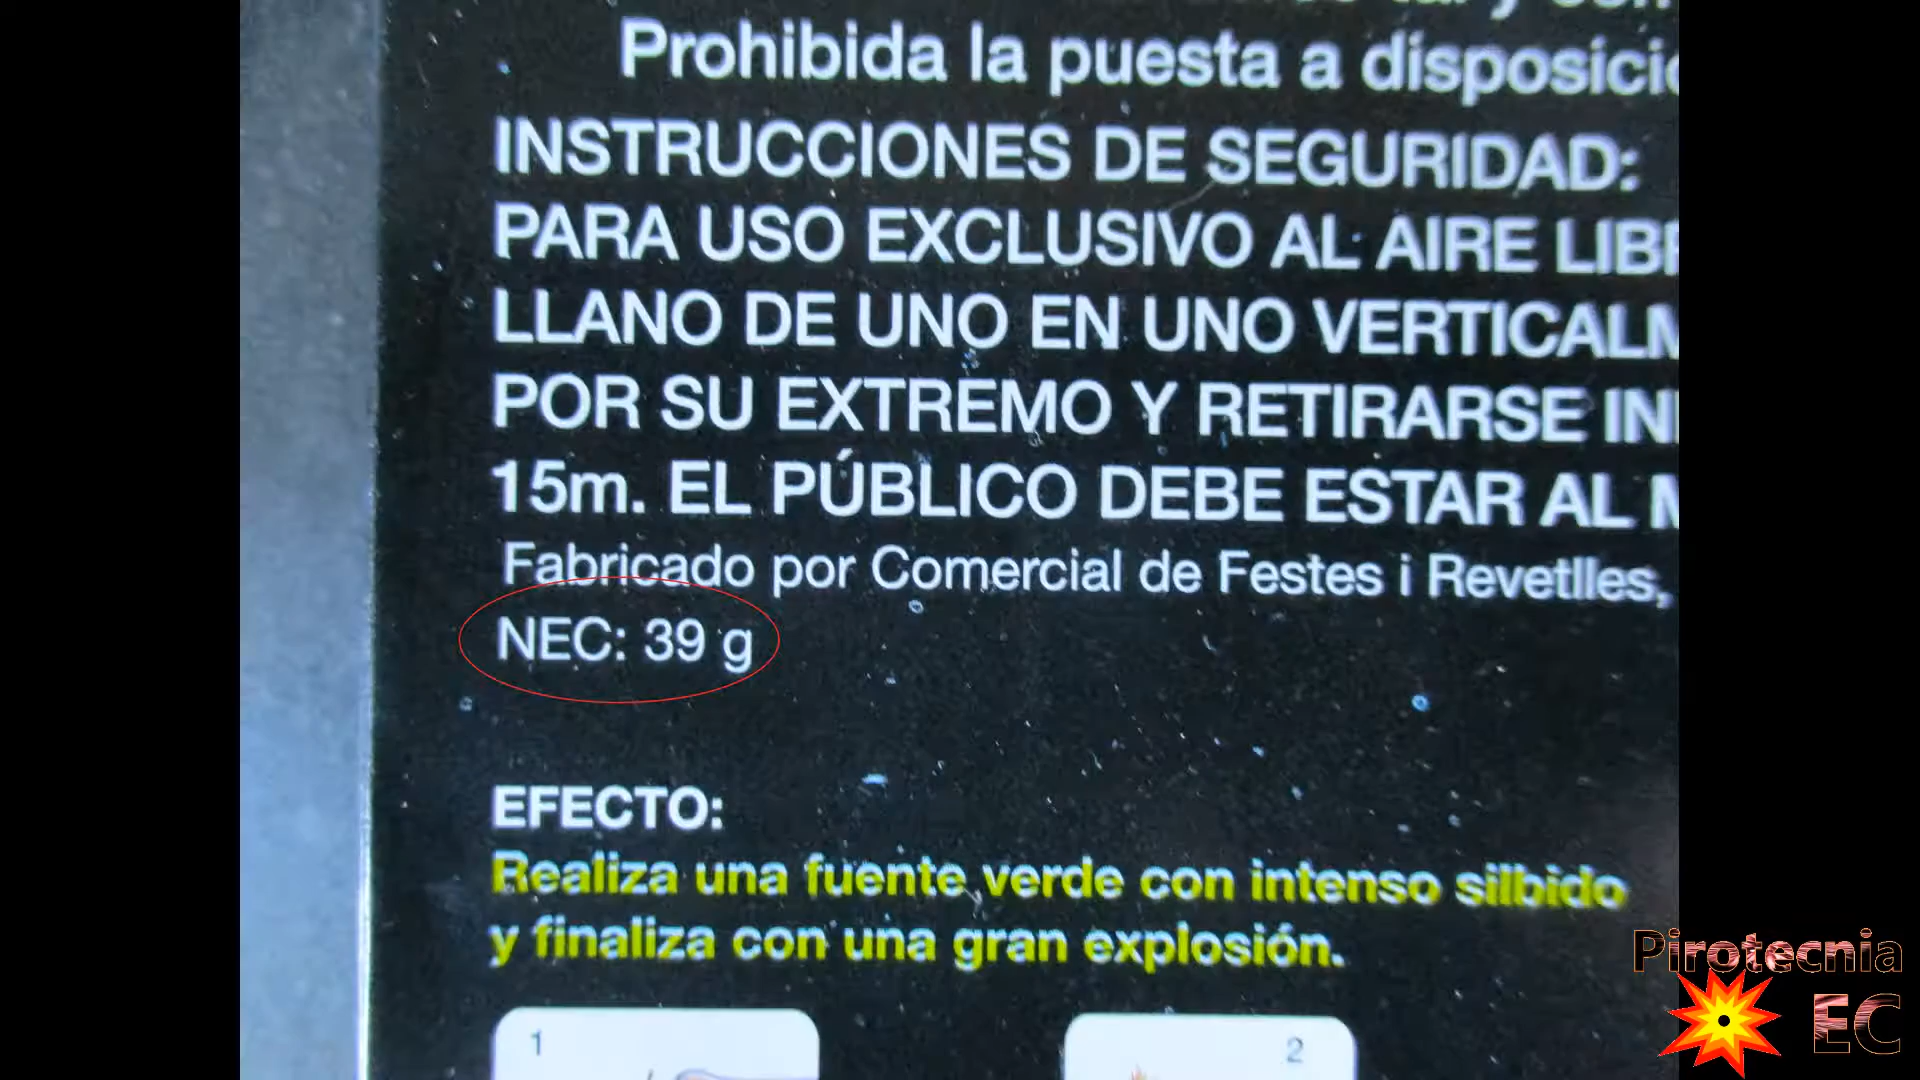 Prohibida la puesta a disposici
INSTRUCCIONES DE SEGURIDAD:
PARA USO EXCLUSIVO AL AIRE LIB
LLANO DE UNO EN UNO VERTICALM
POR SU EXTREMO Y RETIRARSE IN
15m. EL PÚBLICO DEBE ESTAR AL M
Fabricado por Comercial de Festes i Revetlles,
NEC: 39 g
EFECTO:
Realiza una fuente verde con intenso silbido
y finaliza con una gran explosión.
1
2
Pirotecnia
EC